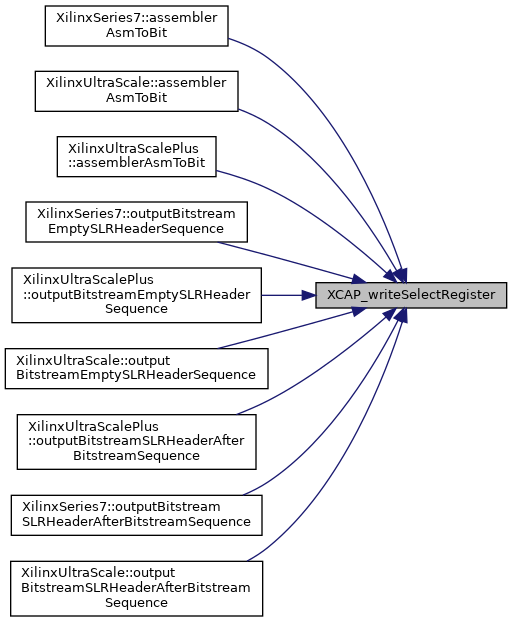 XilinxSeries7::assembler
AsmToBit
XilinxUltraScale::assembler
AsmToBit
XilinxUltraScalePlus
::assemblerAsmToBit
XilinxSeries7::outputBitstream
EmptySLRHeaderSequence
XilinxUltraScalePlus
::outputBitstreamEmptySLRHeader
Sequence
XCAP_writeSelectRegister
XilinxUltraScale::output
BitstreamEmptySLRHeaderSequence
XilinxUltraScalePlus
::outputBitstreamSLRHeaderAfter
BitstreamSequence
XilinxSeries7::outputBitstream
SLRHeaderAfterBitstreamSequence
XilinxUltraScale::output
BitstreamSLRHeaderAfterBitstream
Sequence